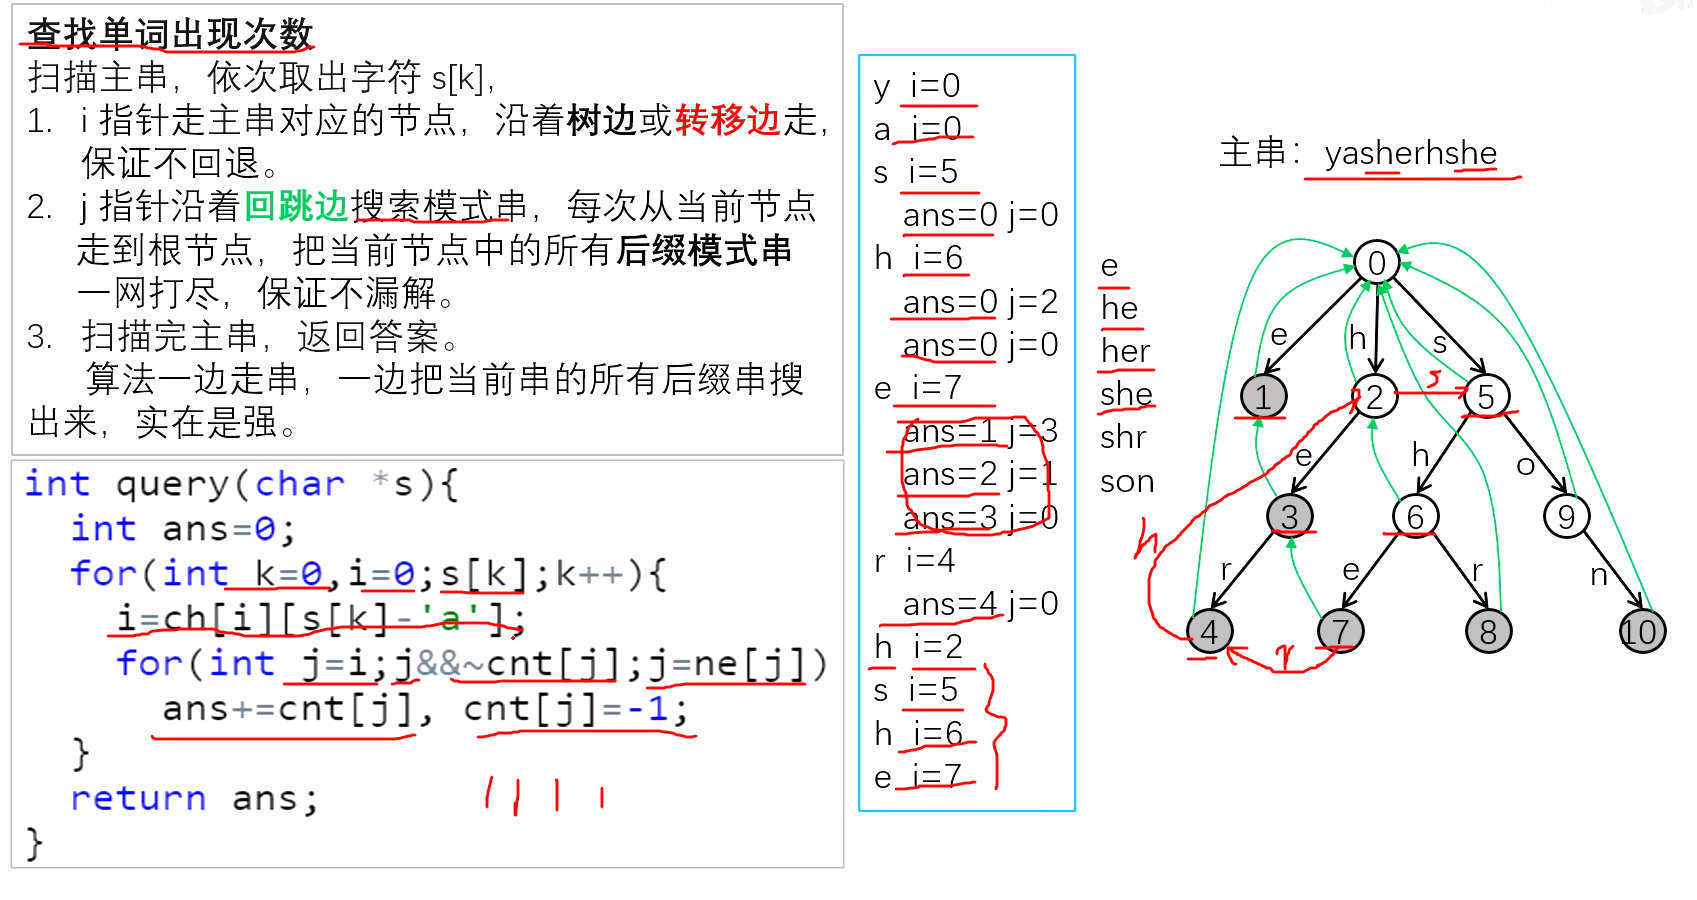 查找单词出现次数
扫描主串，依次取出字符 s[k]，
1. i 指针走主串对应的节点，沿着树边或转移边走，
保证不回退。
2. j 指针沿着回跳边搜索模式串，每次从当前节点
走到根节点，把当前节点中的所有后缀模式串
一网打尽，保证不漏解。
3. 扫描完主串，返回答案。
算法一边走串，一边把当前串的所有后缀串搜
出来，实在是强。
int query(char *s){
int ans=0;
for(int k=0,i=0;s[k];k++){
i=ch[i][s[k]-'a'];
for(int j=i;j&&~cnt[j];j=ne[j])
ans+=cnt[j], cnt[j]=-1;
}
return ans;
}
y i=0
a i=0
s i=5
ans=0 j=0
h i=6
ans=0 j=2
ans=0 j=0
e i=7
ans=1 j=3
ans=2 j=1
ans=3 j=0
r i=4
ans=4 j=0
h i=2
s i=5
h i=6
e i=7
主串：yasherhshe
e
he
her
she
shr
son
0
e h s
1 2 s 5
h e h o
3 6 9
r e r n
4 r 7 8 10